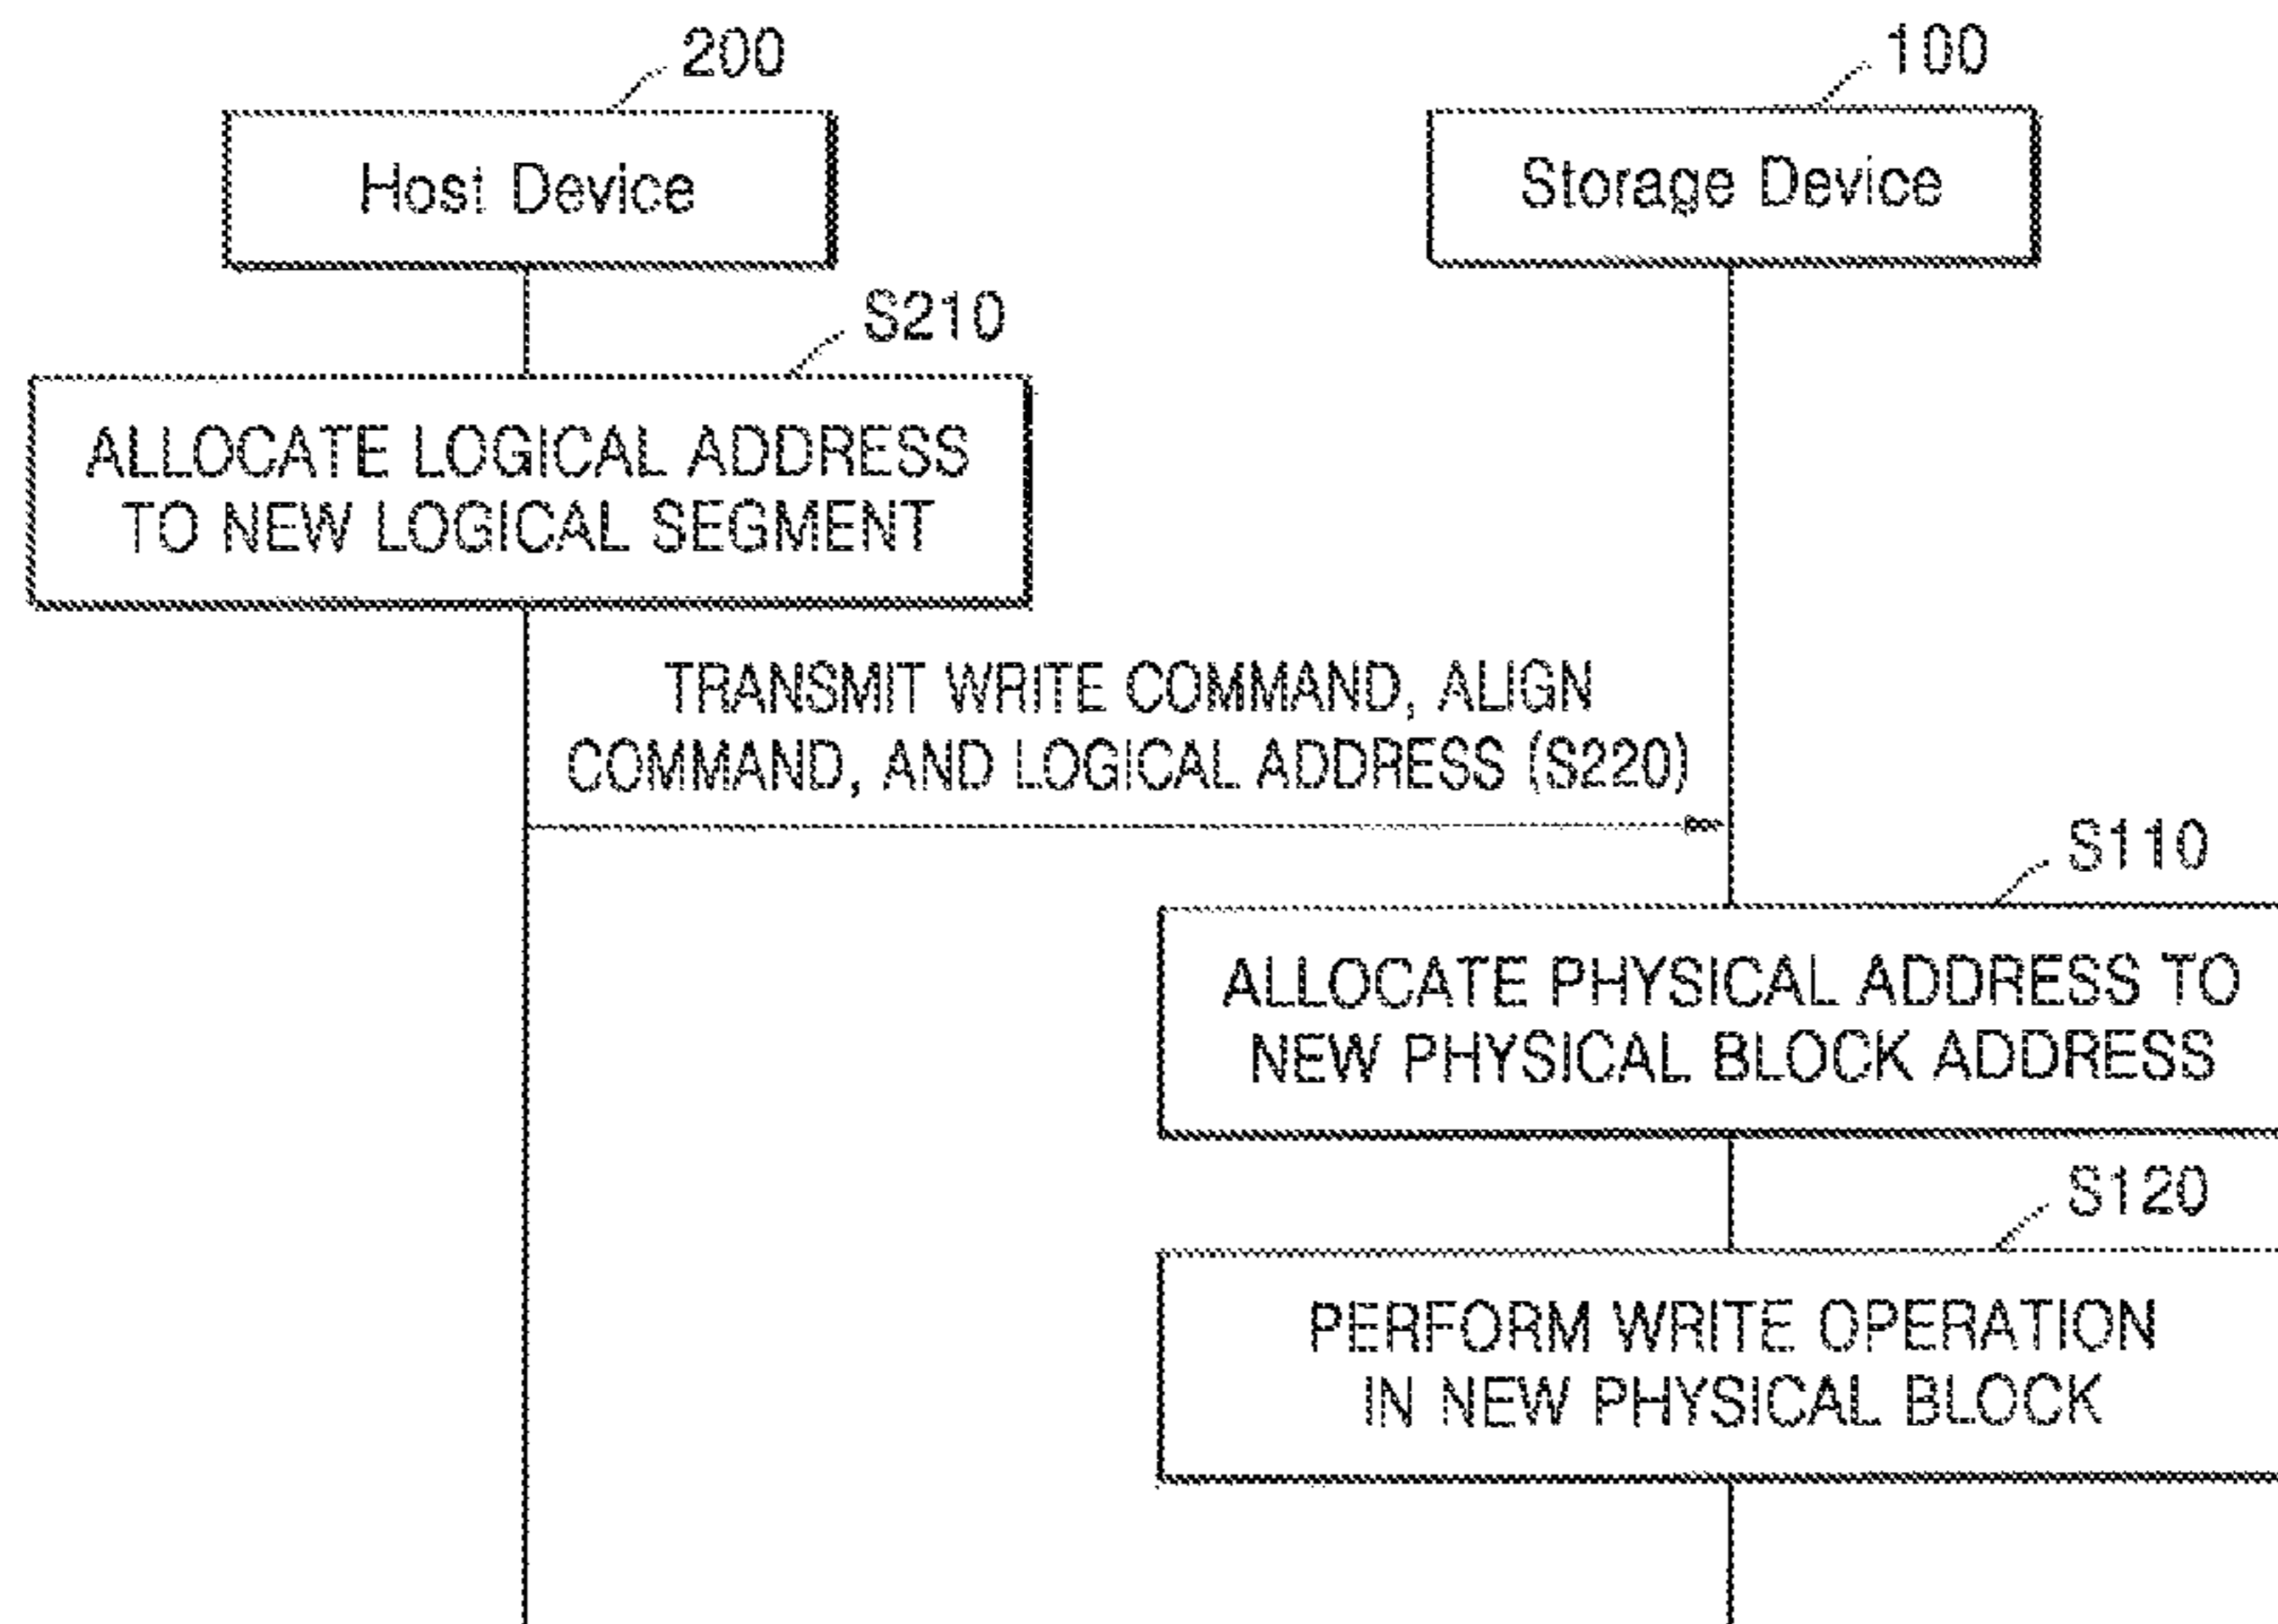 200
100
Host Device
Storage Device
S210
ALLOCATE LOGICAL ADDRESS
TO NEW LOGICAL SEGMENT
TRANSMIT WRITE COMMAND, ALIGN
COMMAND, AND LOGICAL ADDRESS (S220)
S110
ALLOCATE PHYSICAL ADDRESS TO
NEW PHYSICAL BLOCK ADDRESS
S120
PERFORM WRITE OPERATION
IN NEW PHYSICAL BLOCK